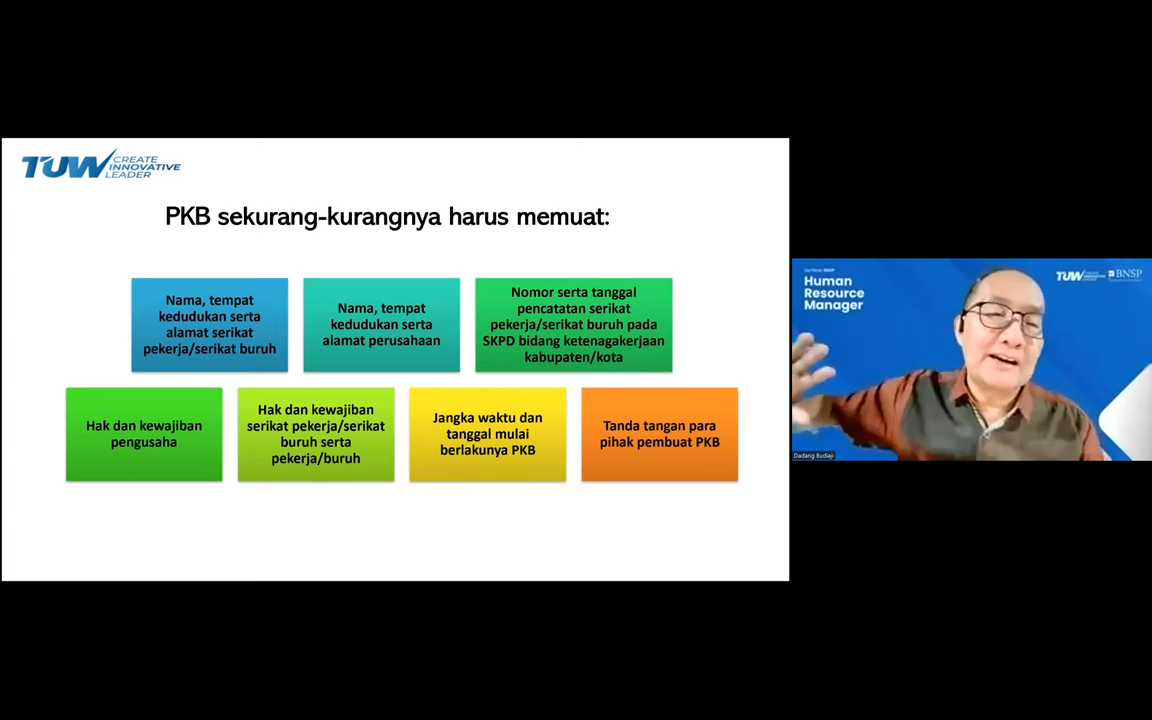 TUW CREATE
INNOVATIVE
LEADER
PKB sekurang-kurangnya harus memuat:
Nama, tempat
kedudukan serta
alamat serikat
pekerja/serikat buruh
Nama, tempat
kedudukan serta
alamat perusahaan
Nomor serta tanggal
pencatatan serikat
pekerja/serikat buruh pada
SKPD bidang ketenagakerjaan
kabupaten/kota
Hak dan kewajiban
pengusaha
Hak dan kewajiban
serikat pekerja/serikat
buruh serta
pekerja/buruh
Jangka waktu dan
tanggal mulai
berlakunya PKB
Tanda tangan para
pihak pembuat PKB
Human
Resource
Manager
TUW
BNSP
Dadang Budiaji